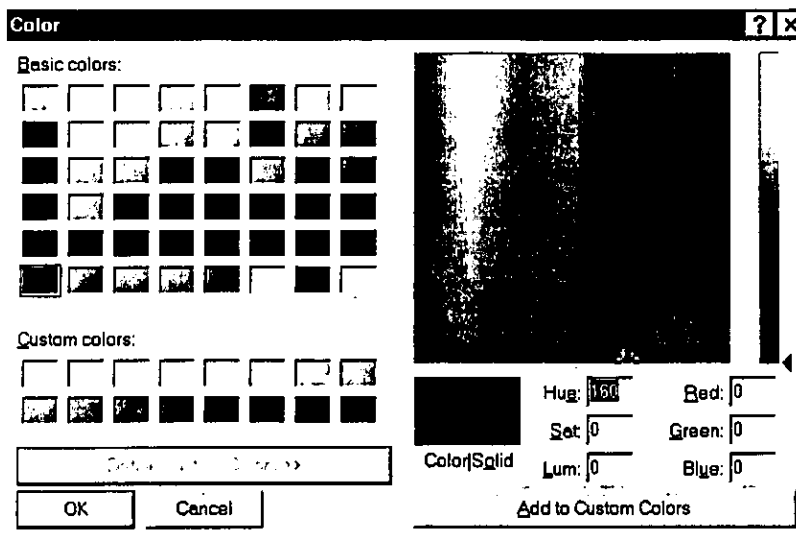 Color ? ×
Basic colors:
Custom colors:
OK Cancel
Color|Solid
Hue: 160 Red: 0
Sat: 0 Green: 0
Lum: 0 Blue: 0
Add to Custom Colors